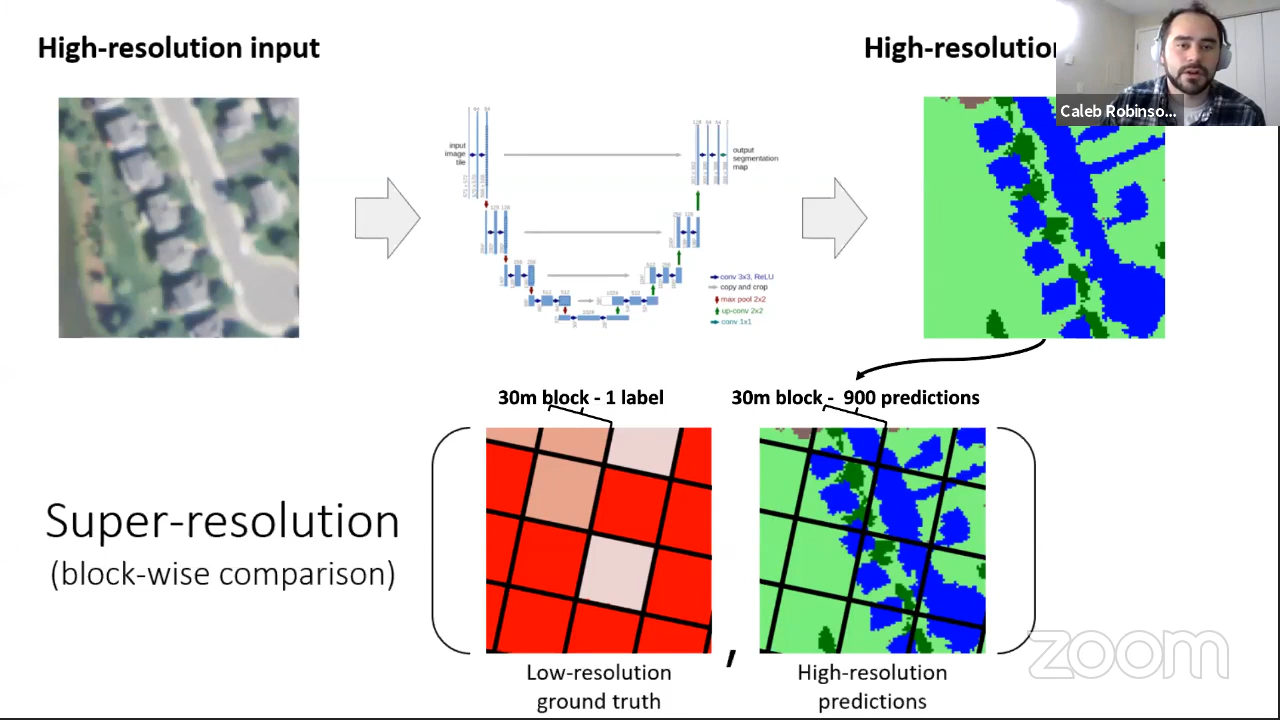 High-resolution input
High-resolution
Caleb Robinso...
input
image
tile
output
segmentation
map
conv 3x3, ReLU
copy and crop
max pool 2x2
up-conv 2x2
conv 1x1
30m block - 1 label
30m block - 900 predictions
Super-resolution
(block-wise comparison)
,
Low-resolution
ground truth
High-resolution
predictions
zoom